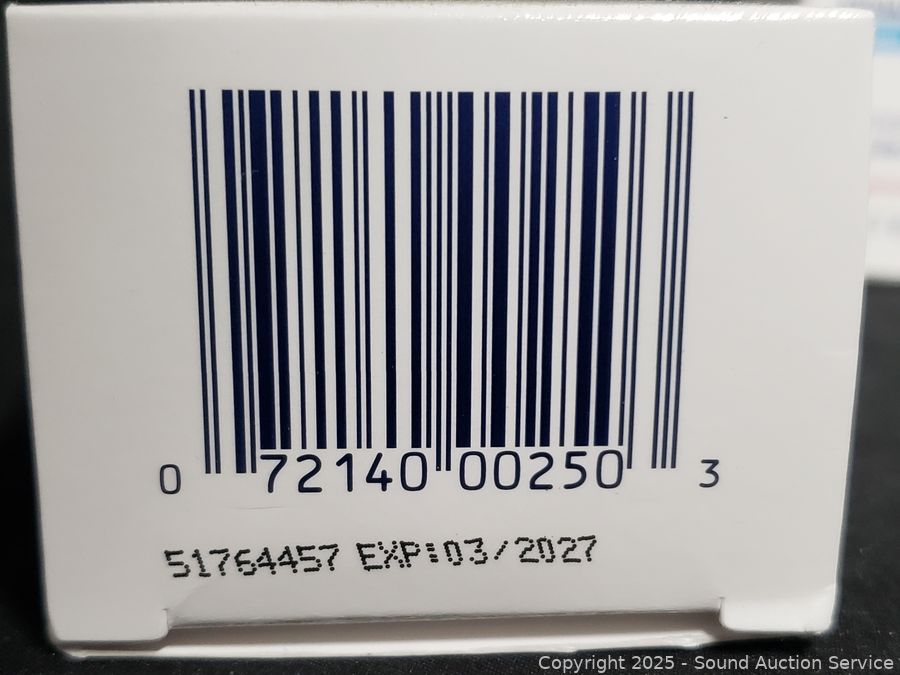 0 72140 00250 3
51764457 EXP:03/2027
Copyright 2025 - Sound Auction Service